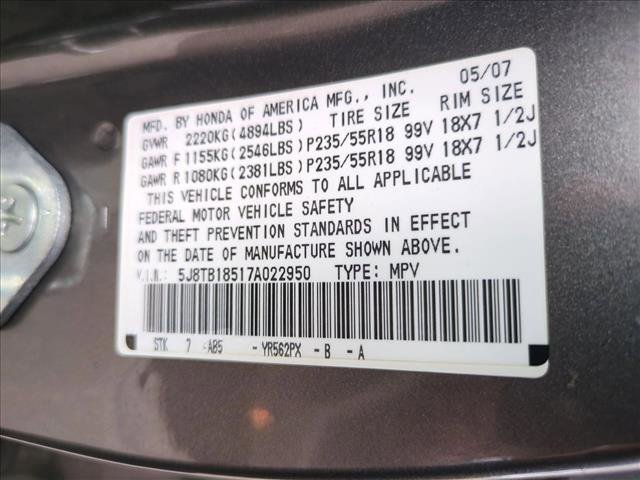 MFD. BY HONDA OF AMERICA MFG., INC. 05/07
GVWR 2220KG(4894LBS) TIRE SIZE RIM SIZE
GAWR F 1155KG(2546LBS)P235/55R18 99V 18X7 1/2J
GAWR R 1080KG(2381LBS)P235/55R18 99V 18X7 1/2J
THIS VEHICLE CONFORMS TO ALL APPLICABLE
FEDERAL MOTOR VEHICLE SAFETY
AND THEFT PREVENTION STANDARDS IN EFFECT
ON THE DATE OF MANUFACTURE SHOWN ABOVE.
V.I.N.: 5J8TB18517A022950 TYPE: MPV
STK 7 -AB5 -YR562PX -B -A